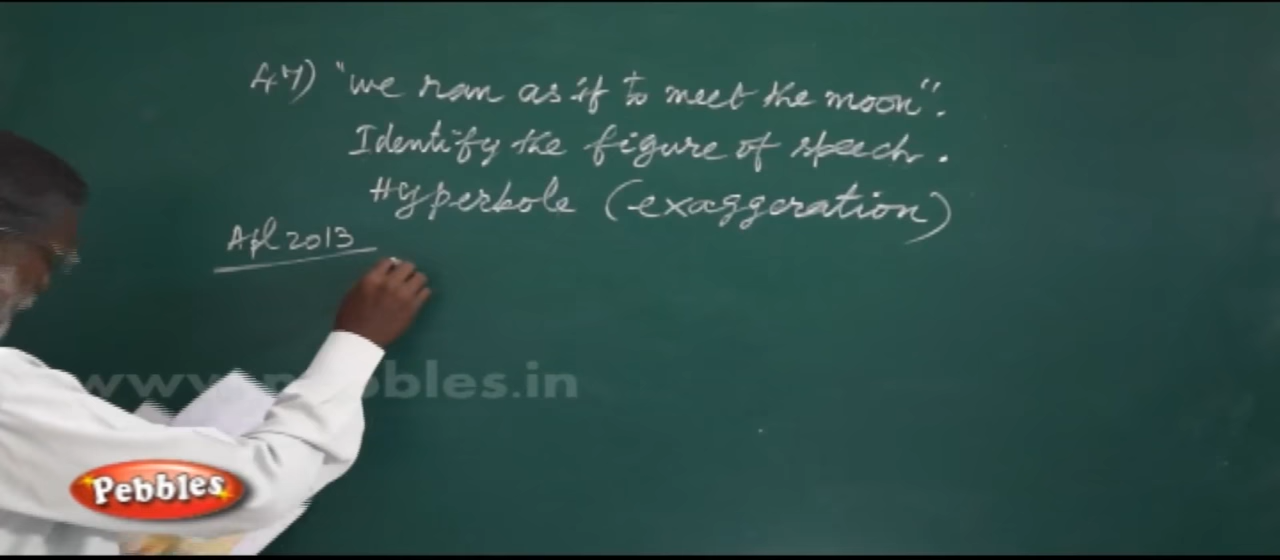 47) "we ran as if to meet the moon".
Identify the figure of speech.
Hyperbole (exaggeration)
Apl 2013
www.pebbles.in
Pebbles